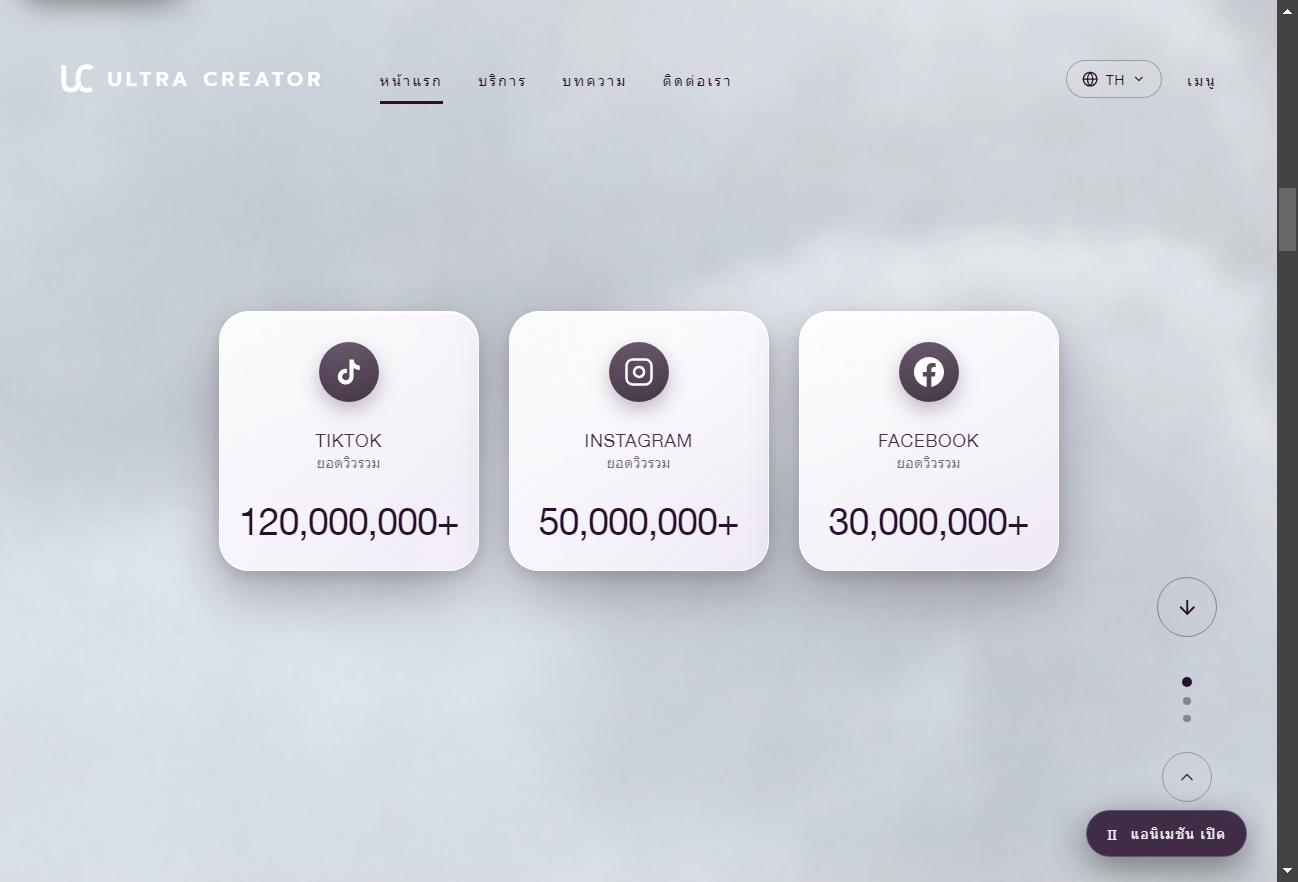 UC ULTRA CREATOR
หน้าแรก
บริการ
บทความ
ติดต่อเรา
TH
เมนู
TIKTOK
ยอดวิวรวม
120,000,000+
INSTAGRAM
ยอดวิวรวม
50,000,000+
FACEBOOK
ยอดวิวรวม
30,000,000+
แอนิเมชัน เปิด